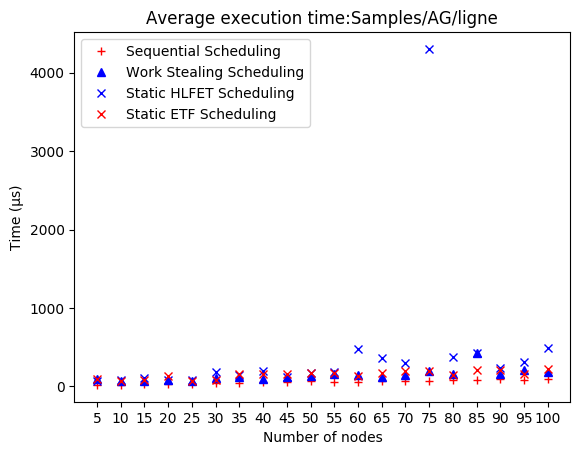 Average execution time:Samples/AG/ligne
Sequential Scheduling
Work Stealing Scheduling
Static HLFET Scheduling
Static ETF Scheduling
Time (µs)
4000
3000
2000
1000
0
5 10 15 20 25 30 35 40 45 50 55 60 65 70 75 80 85 90 95 100
Number of nodes